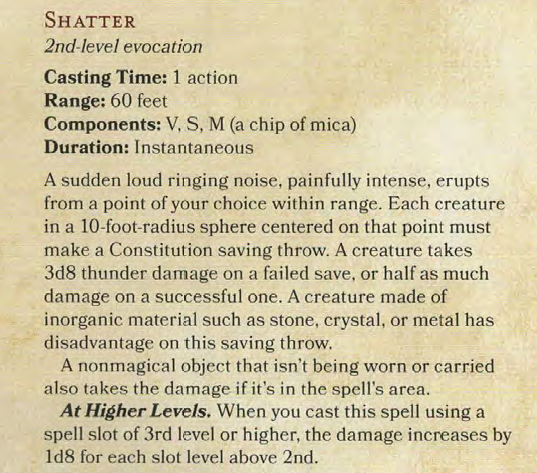 SHATTER
2nd-level evocation
Casting Time: 1 action
Range: 60 feet
Components: V, S, M (a chip of mica)
Duration: Instantaneous
A sudden loud ringing noise, painfully intense, erupts
from a point of your choice within range. Each creature
in a 10-foot-radius sphere centered on that point must
make a Constitution saving throw. A creature takes
3d8 thunder damage on a failed save, or half as much
damage on a successful one. A creature made of
inorganic material such as stone, crystal, or metal has
disadvantage on this saving throw.
A nonmagical object that isn't being worn or carried
also takes the damage if it's in the spell's area.
At Higher Levels. When you cast this spell using a
spell slot of 3rd level or higher, the damage increases by
1d8 for each slot level above 2nd.